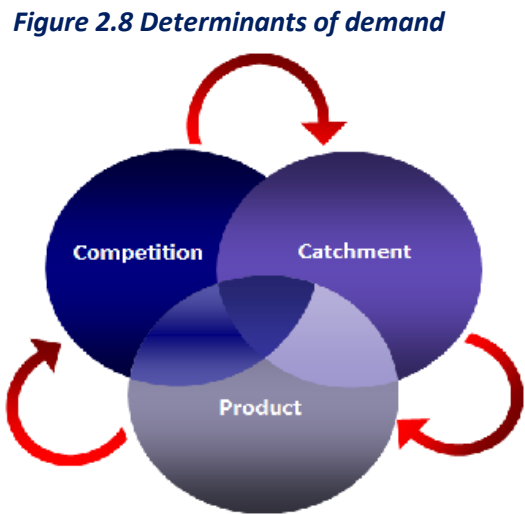 Figure 2.8 Determinants of demand
Competition
Catchment
Product